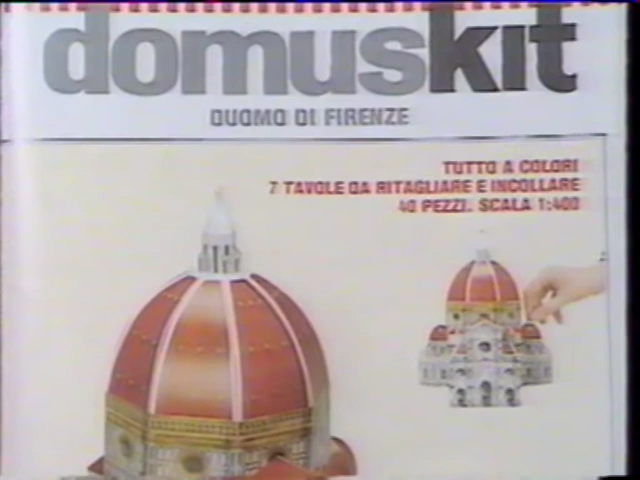 domuskit
DUOMO DI FIRENZE
TUTTO A COLORI
7 TAVOLE DA RITAGLIARE E INCOLLARE
40 PEZZI. SCALA 1:400